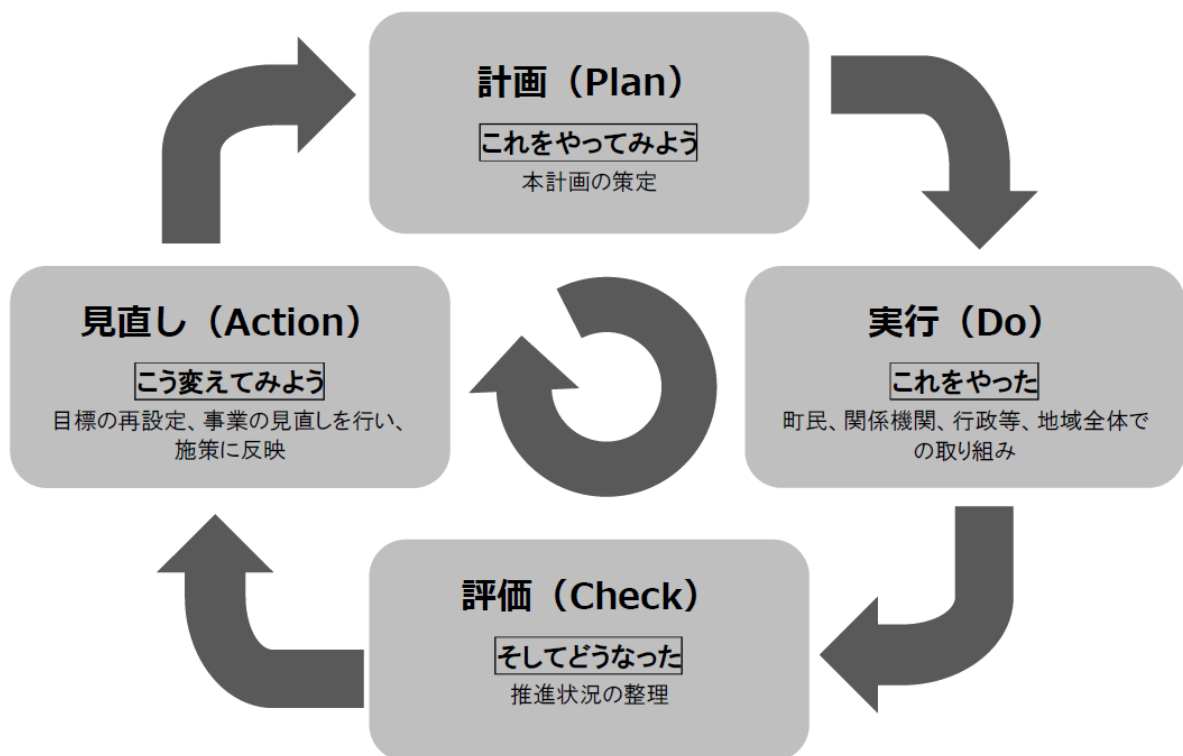 計画（Plan）
これをやってみよう
本計画の策定
実行（Do）
これをやった
町民、関係機関、行政等、地域全体で
の取り組み
評価（Check）
そしてどうなった
推進状況の整理
見直し（Action）
こう変えてみよう
目標の再設定、事業の見直しを行い、
施策に反映